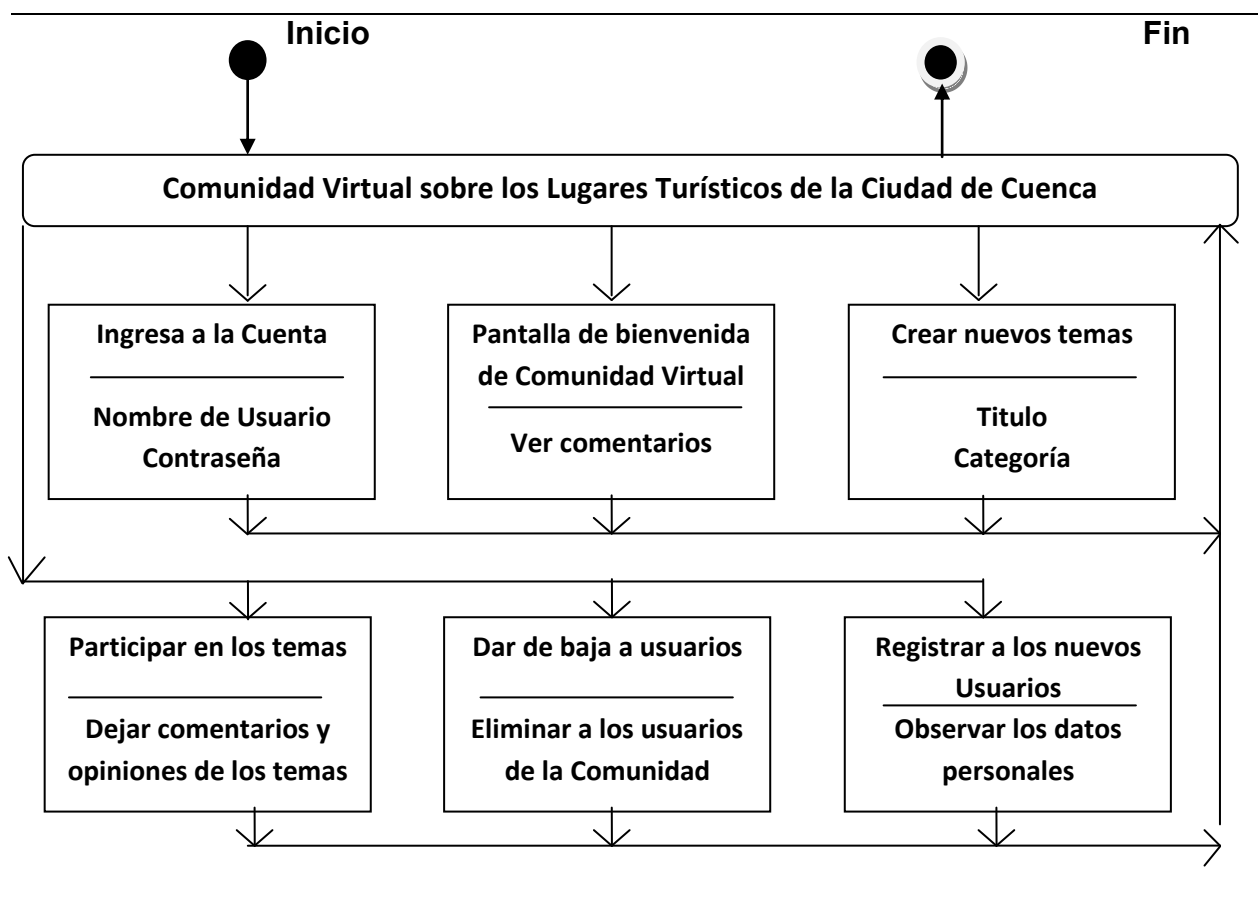 Inicio
Fin
Comunidad Virtual sobre los Lugares Turísticos de la Ciudad de Cuenca
Ingresa a la Cuenta
Nombre de Usuario
Contraseña
Pantalla de bienvenida
de Comunidad Virtual
Ver comentarios
Crear nuevos temas
Titulo
Categoría
Participar en los temas
Dejar comentarios y
opiniones de los temas
Dar de baja a usuarios
Eliminar a los usuarios
de la Comunidad
Registrar a los nuevos
Usuarios
Observar los datos
personales